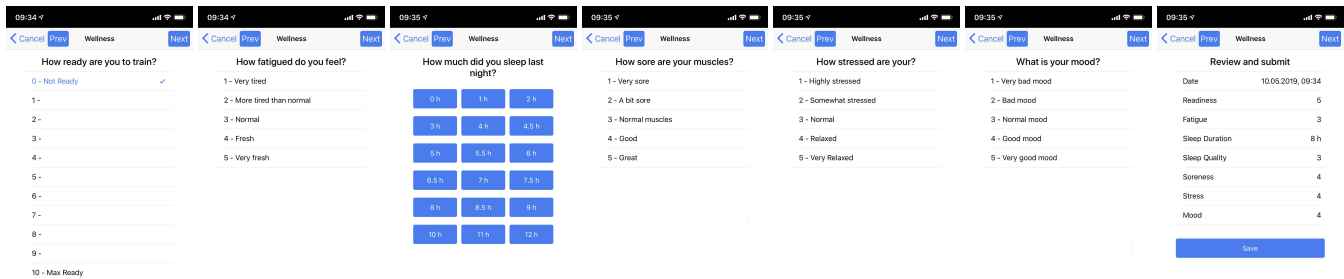 09:34
Cancel Prev Wellness Next
How ready are you to train?
0 - Not Ready
1 -
2 -
3 -
4 -
5 -
6 -
7 -
8 -
9 -
10 - Max Ready
09:34
Cancel Prev Wellness Next
How fatigued do you feel?
1 - Very tired
2 - More tired than normal
3 - Normal
4 - Fresh
5 - Very fresh
09:35
Cancel Prev Wellness Next
How much did you sleep last
night?
0 h 1 h 2 h
3 h 4 h 4.5 h
5 h 5.5 h 6 h
6.5 h 7 h 7.5 h
8 h 8.5 h 9 h
10 h 11 h 12 h
09:35
Cancel Prev Wellness Next
How sore are your muscles?
1 - Very sore
2 - A bit sore
3 - Normal muscles
4 - Good
5 - Great
09:35
Cancel Prev Wellness Next
How stressed are your?
1 - Highly stressed
2 - Somewhat stressed
3 - Normal
4 - Relaxed
5 - Very Relaxed
09:35
Cancel Prev Wellness Next
What is your mood?
1 - Very bad mood
2 - Bad mood
3 - Normal mood
4 - Good mood
5 - Very good mood
09:35
Cancel Prev Wellness Next
Review and submit
Date 10.05.2019, 09:34
Readiness 5
Fatigue 3
Sleep Duration 8 h
Sleep Quality 3
Soreness 4
Stress 4
Mood 4
Save